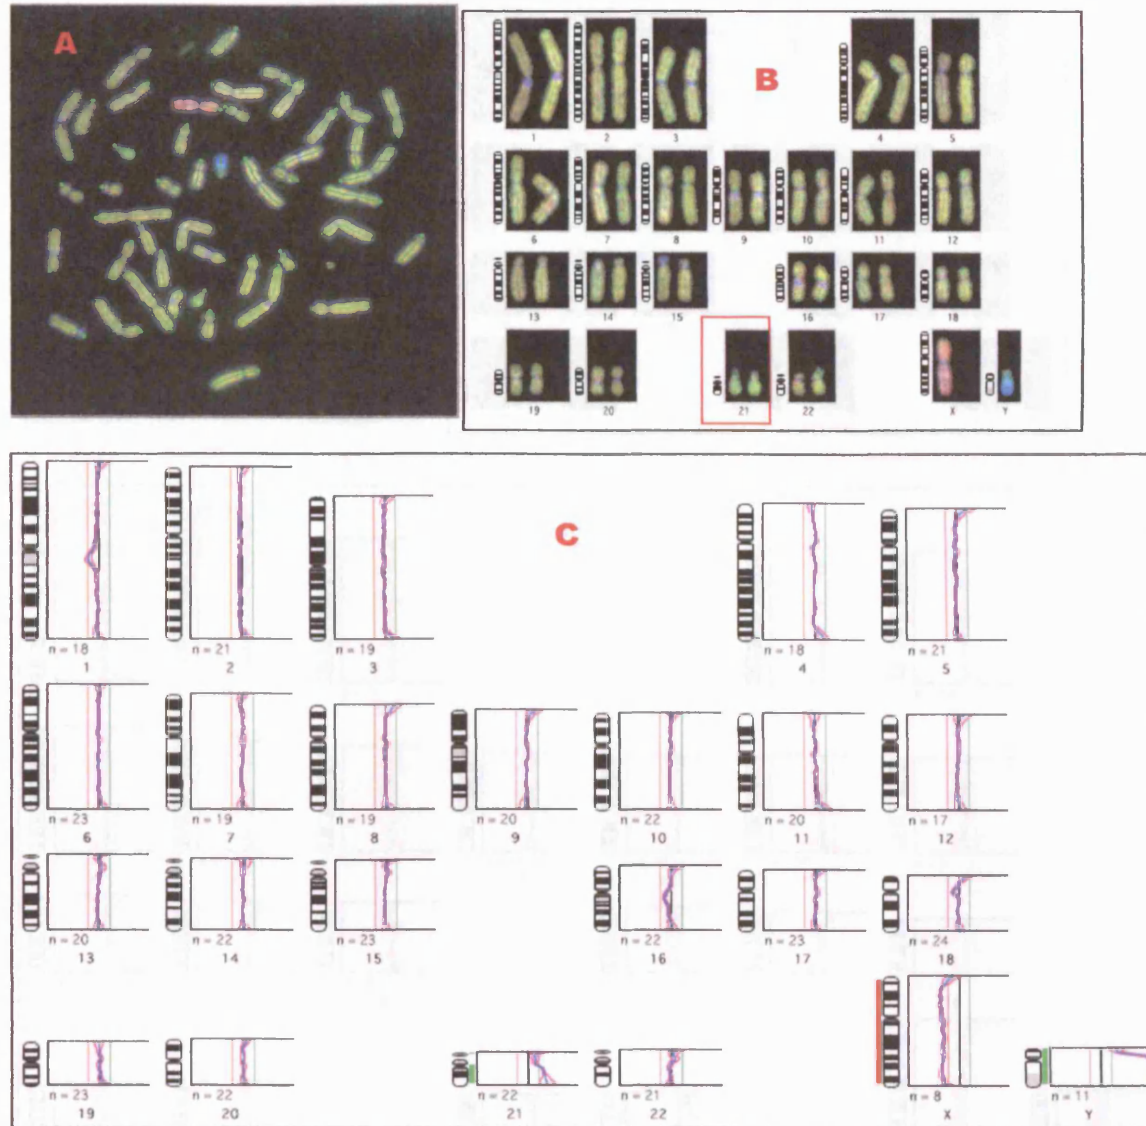 A
B
1 2 3 4 5
6 7 8 9 10 11 12
13 14 15 16 17 18
19 20 21 22 X Y
C
n = 18 n = 21 n = 19 n = 18 n = 21
1 2 3 4 5
n = 23 n = 19 n = 19 n = 20 n = 22 n = 20 n = 17
6 7 8 9 10 11 12
n = 20 n = 22 n = 23 n = 22 n = 23 n = 24
13 14 15 16 17 18
n = 23 n = 22 n = 22 n = 21 n = 8 n = 11
19 20 21 22 X Y